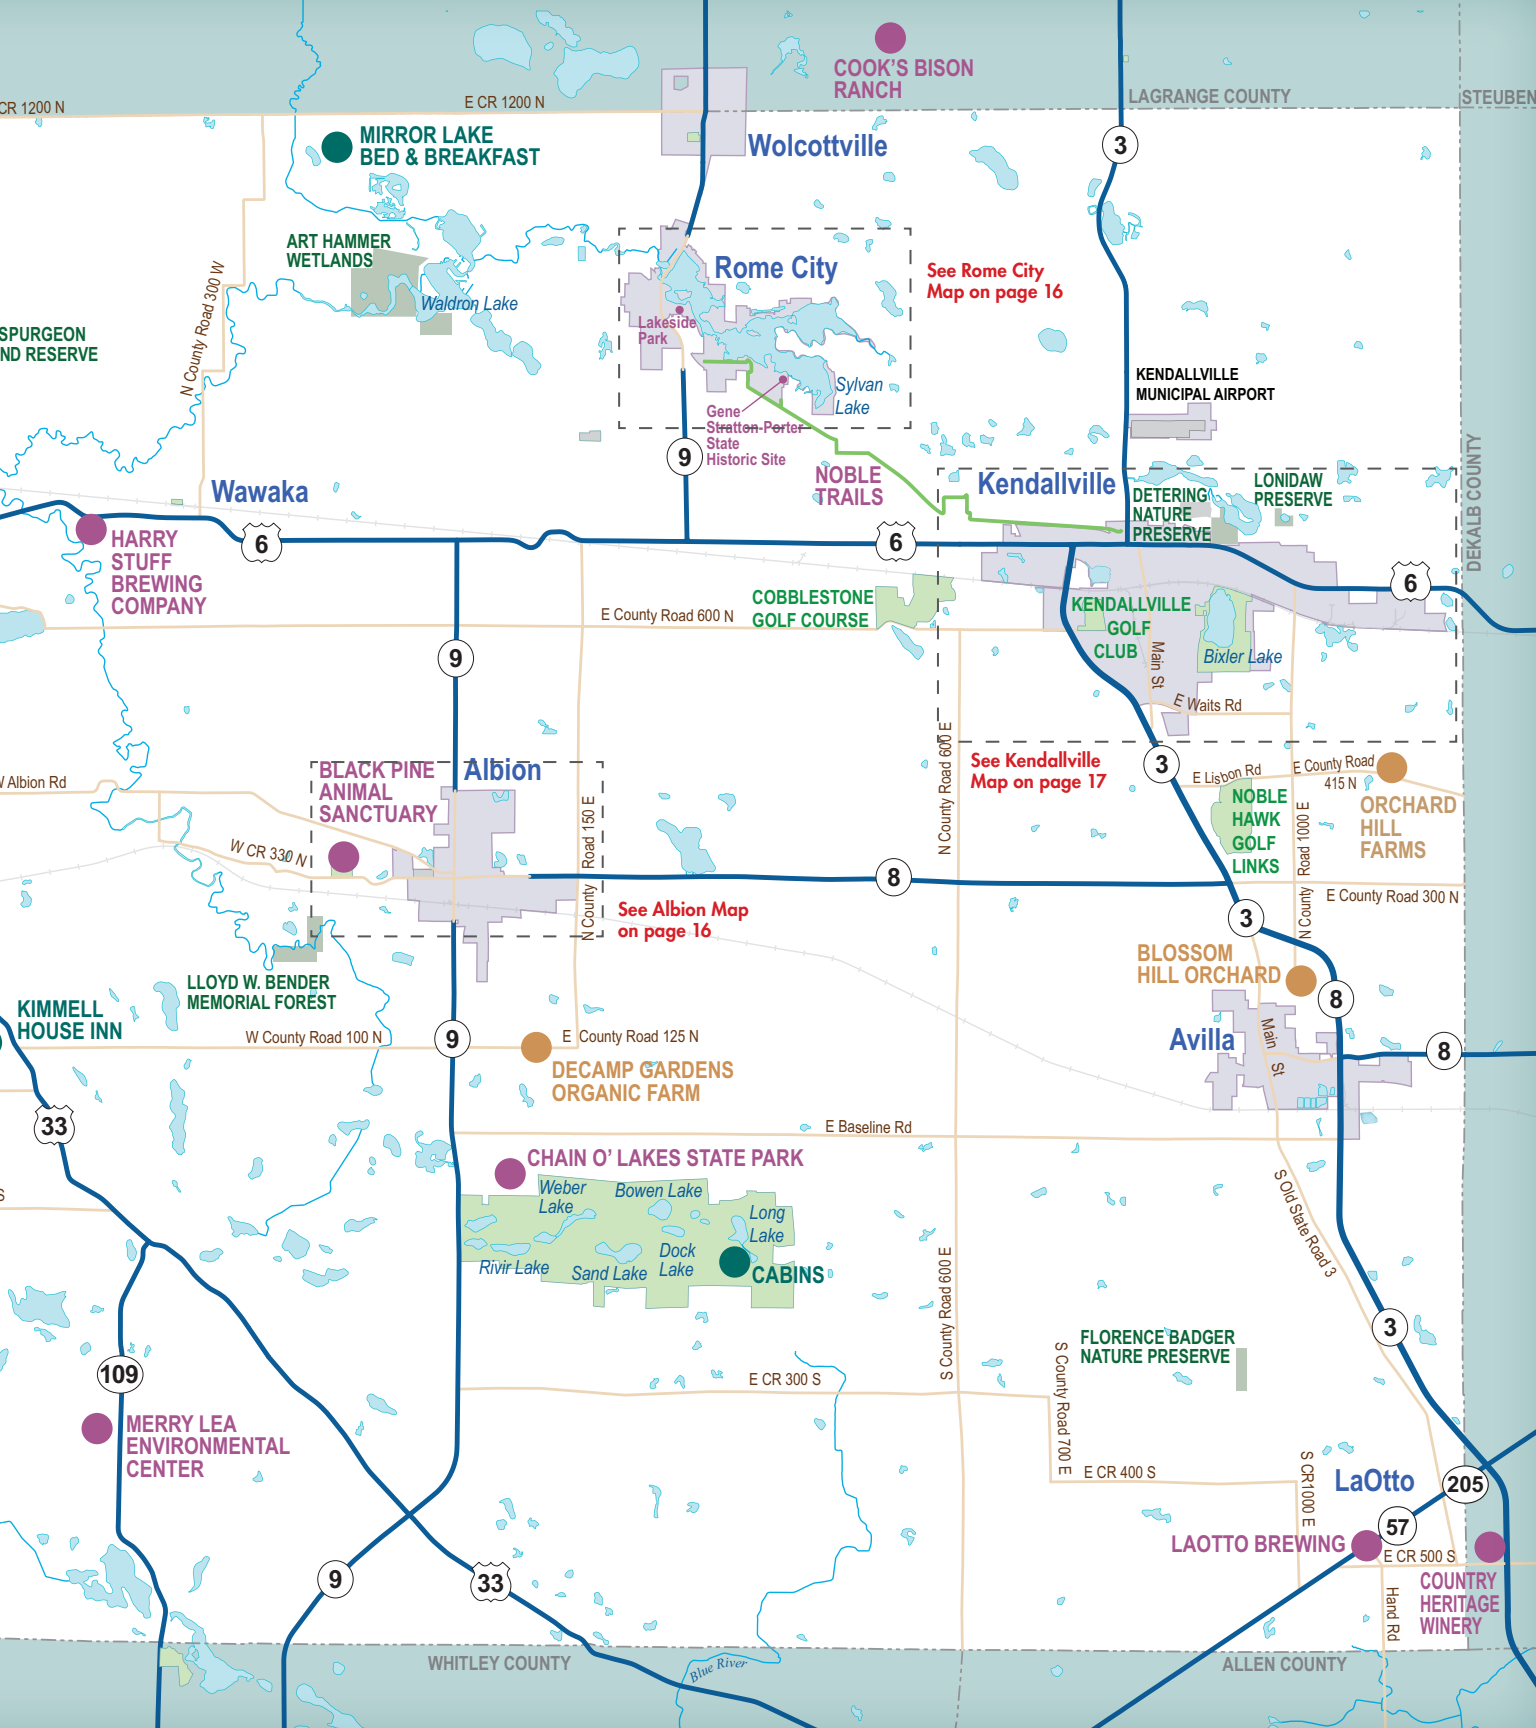 COOK'S BISON
RANCH
LAGRANGE COUNTY
STEUBEN
CR 1200 N
E CR 1200 N
MIRROR LAKE
BED & BREAKFAST
Wolcottville
3
ART HAMMER
WETLANDS
Waldron Lake
N County Road 300 W
Rome City
See Rome City
Map on page 16
Lakeside
Park
SPURGEON
ND RESERVE
Sylvan
Lake
Gene
Stratton-Porter
State
Historic Site
KENDALLVILLE
MUNICIPAL AIRPORT
9
NOBLE
TRAILS
Wawaka
Kendallville
DETERING
NATURE
PRESERVE
LONIDAW
PRESERVE
DEKALB COUNTY
HARRY
STUFF
BREWING
COMPANY
6
6
6
COBBLESTONE
GOLF COURSE
E County Road 600 N
KENDALLVILLE
GOLF
CLUB
Main St
Bixler Lake
9
E Waits Rd
N County Road 600 E
See Kendallville
Map on page 17
3
E Lisbon Rd
E County Road
415 N
W Albion Rd
BLACK PINE
ANIMAL
SANCTUARY
Albion
NOBLE
HAWK
GOLF
LINKS
ORCHARD
HILL
FARMS
N County Road 1000 E
W CR 330 N
N County Road 150 E
8
E County Road 300 N
See Albion Map
on page 16
3
BLOSSOM
HILL ORCHARD
LLOYD W. BENDER
MEMORIAL FOREST
8
KIMMELL
HOUSE INN
W County Road 100 N
9
E County Road 125 N
Avilla
Main St
8
DECAMP GARDENS
ORGANIC FARM
33
E Baseline Rd
CHAIN O' LAKES STATE PARK
Weber
Lake
Bowen Lake
Long
Lake
Rivir Lake
Sand Lake
Dock
Lake
CABINS
S
S Old State Road 3
S County Road 600 E
3
FLORENCE BADGER
NATURE PRESERVE
109
E CR 300 S
S County Road 700 E
MERRY LEA
ENVIRONMENTAL
CENTER
E CR 400 S
S CR1000 E
LaOtto
205
57
LAOTTO BREWING
E CR 500 S
9
33
COUNTRY
HERITAGE
WINERY
Hand Rd
WHITLEY COUNTY
Blue River
ALLEN COUNTY